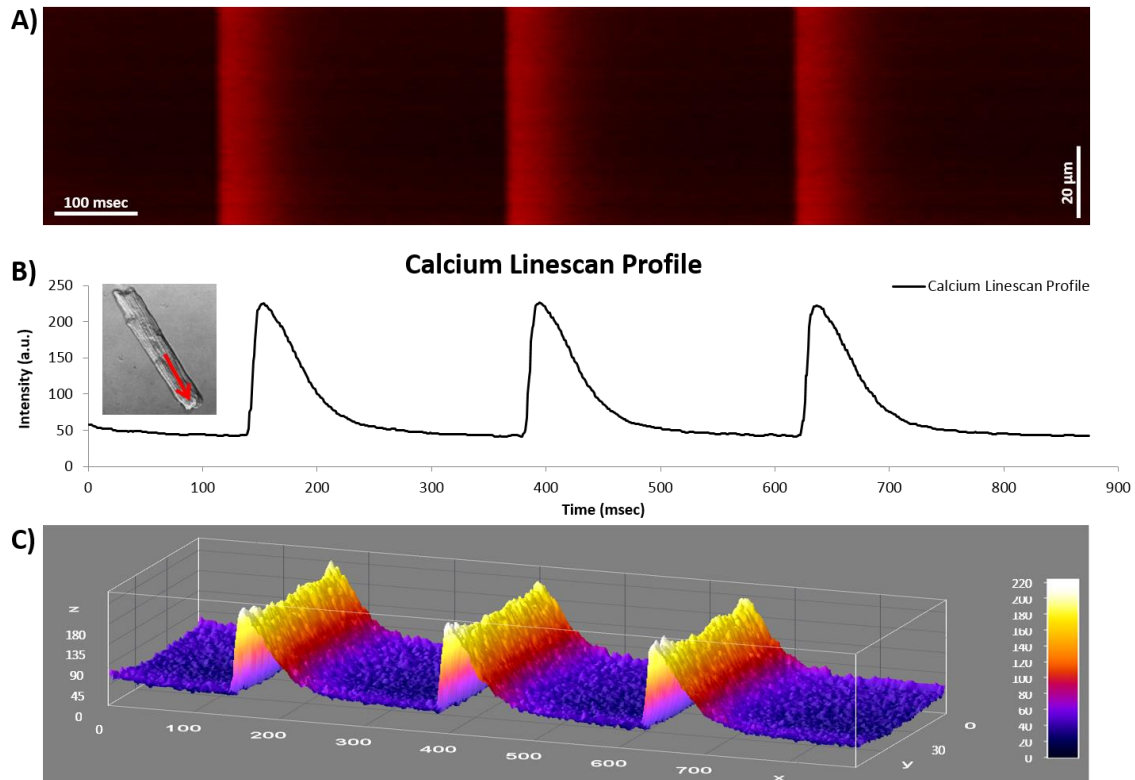 A)
100 msec
20 µm
B)
Calcium Linescan Profile
Calcium Linescan Profile
Intensity (a.u.)
250
200
150
100
50
0
0 100 200 300 400 500 600 700 800 900
Time (msec)
C)
N
180
135
90
45
0
0 100 200 300 400 500 600 700 x
y 30 0
220
200
180
160
140
120
100
80
60
40
20
0